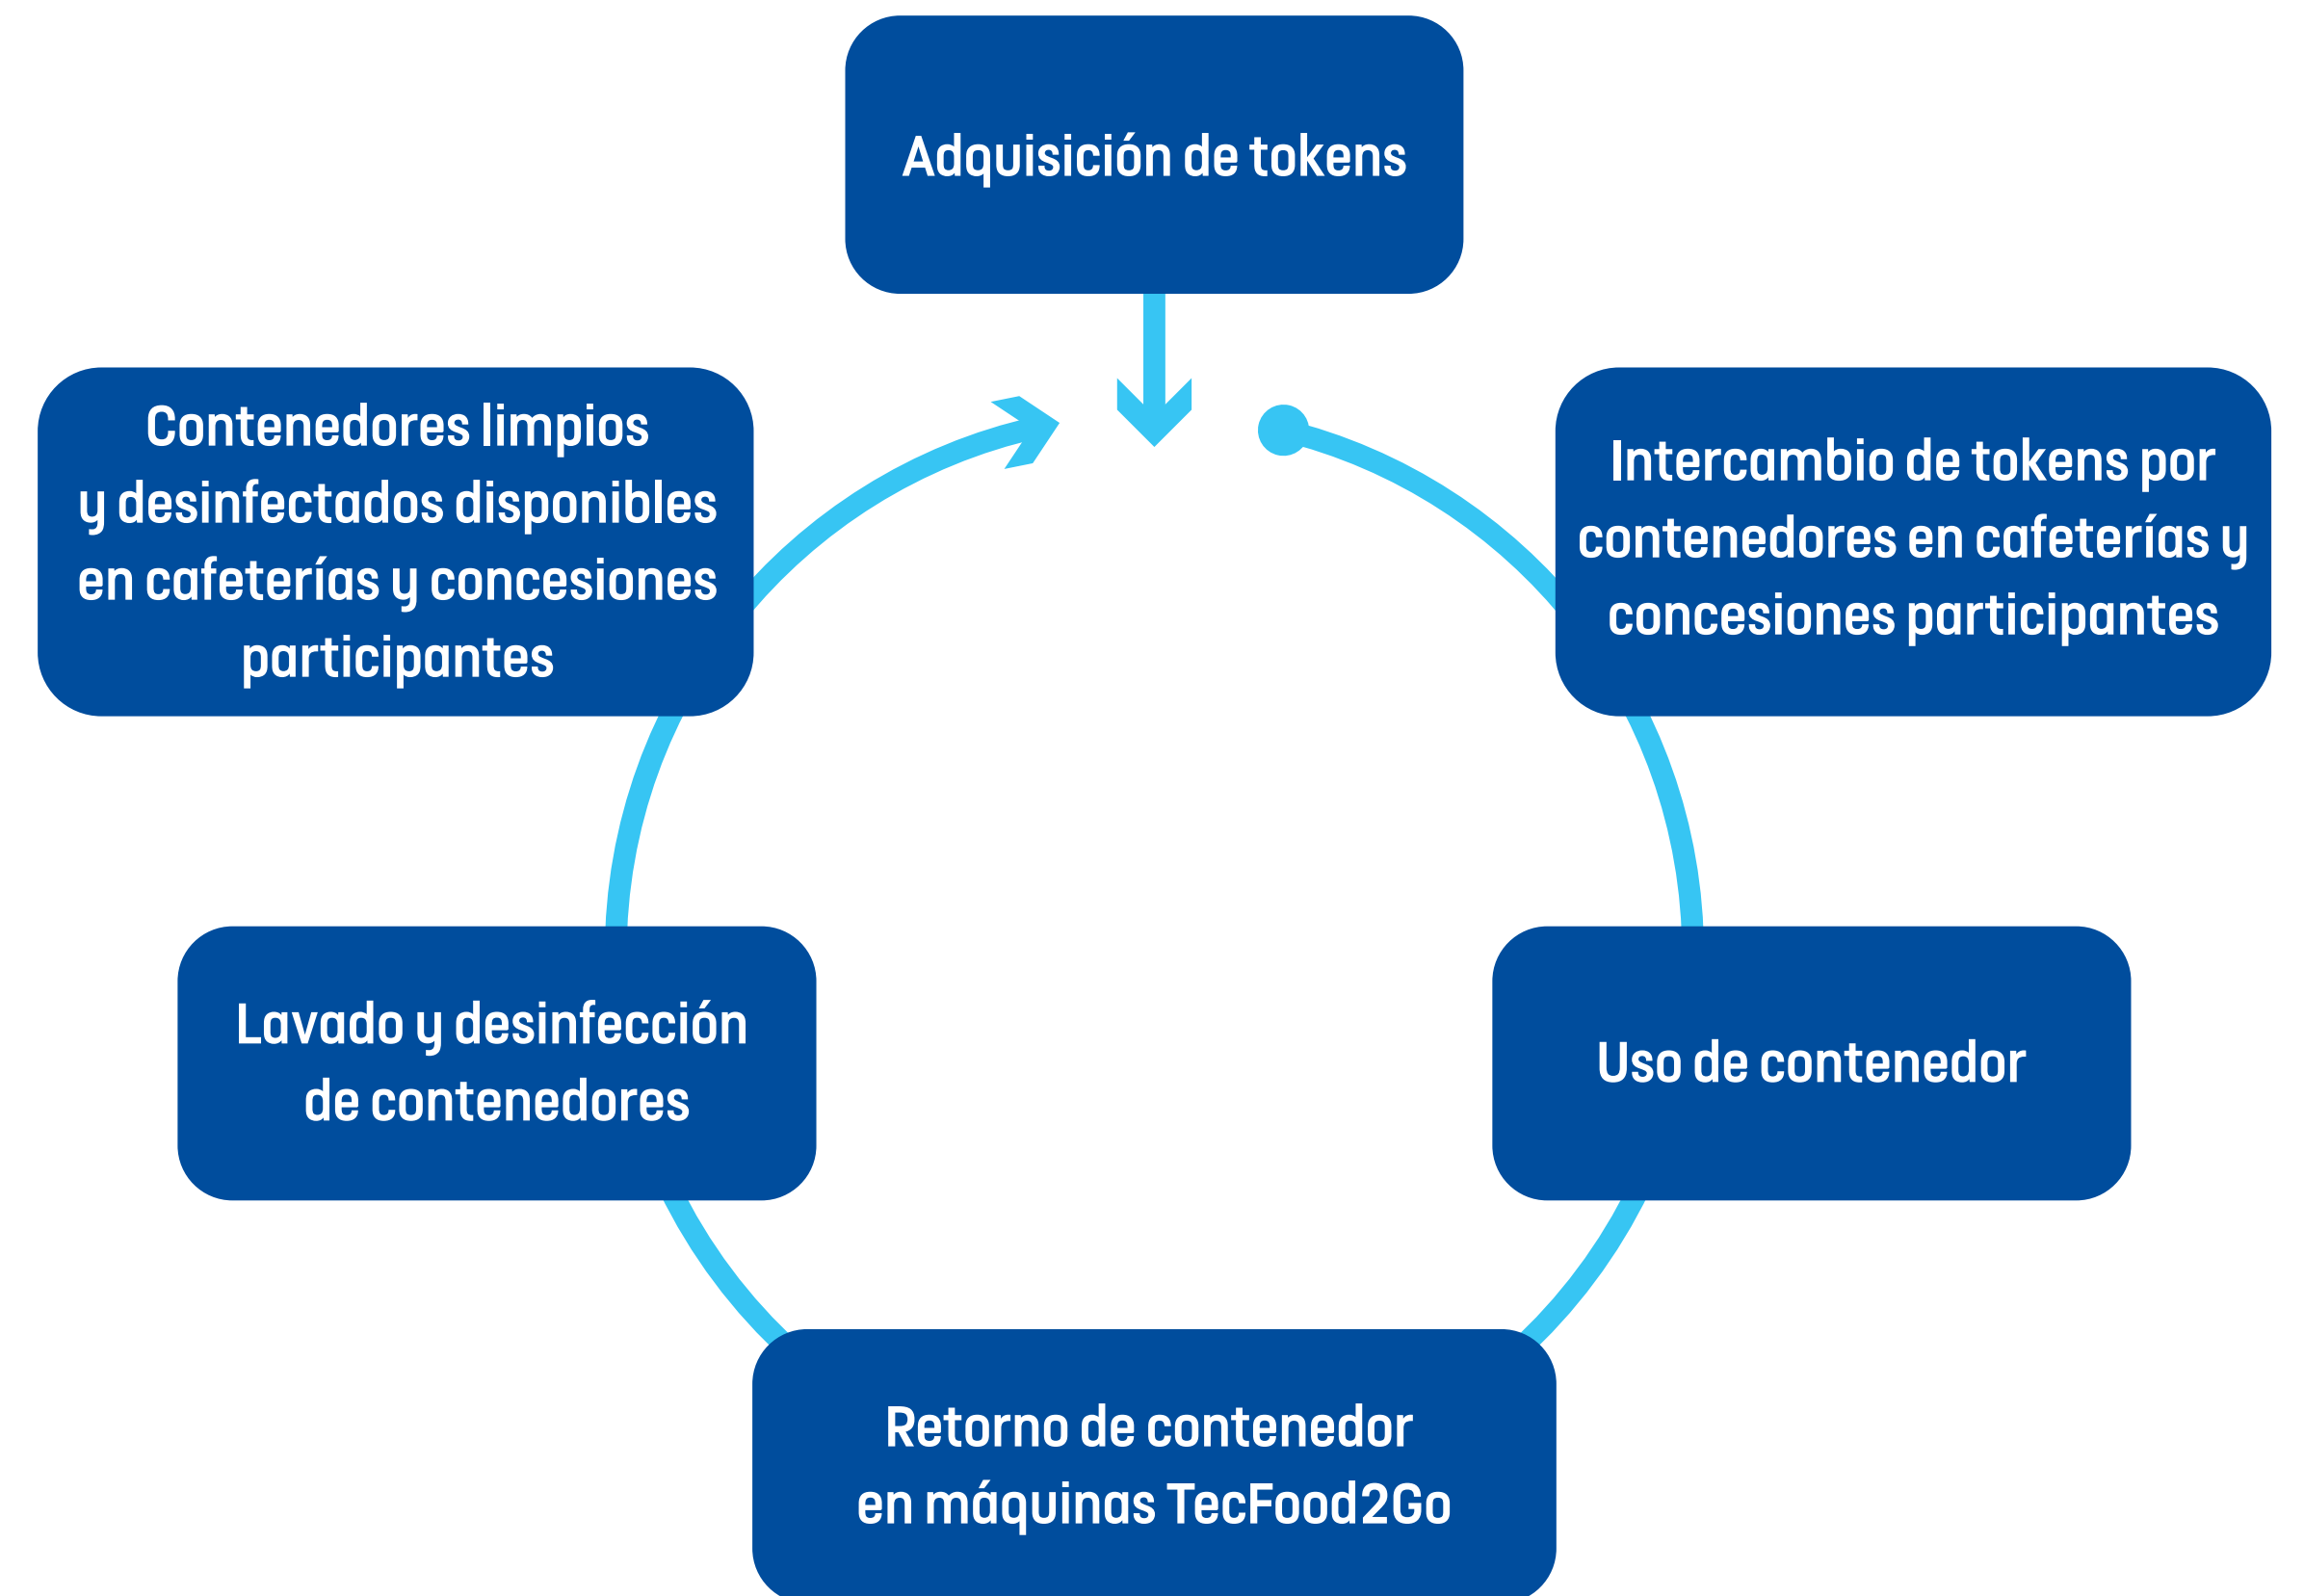 Adquisición de tokens
Intercambio de tokens por
contenedores en cafeterías y
concesiones participantes
Uso de contenedor
Retorno de contenedor
en máquinas TecFood2Go
Lavado y desinfección
de contenedores
Contenedores limpios
y desinfectados disponibles
en cafeterías y concesiones
participantes